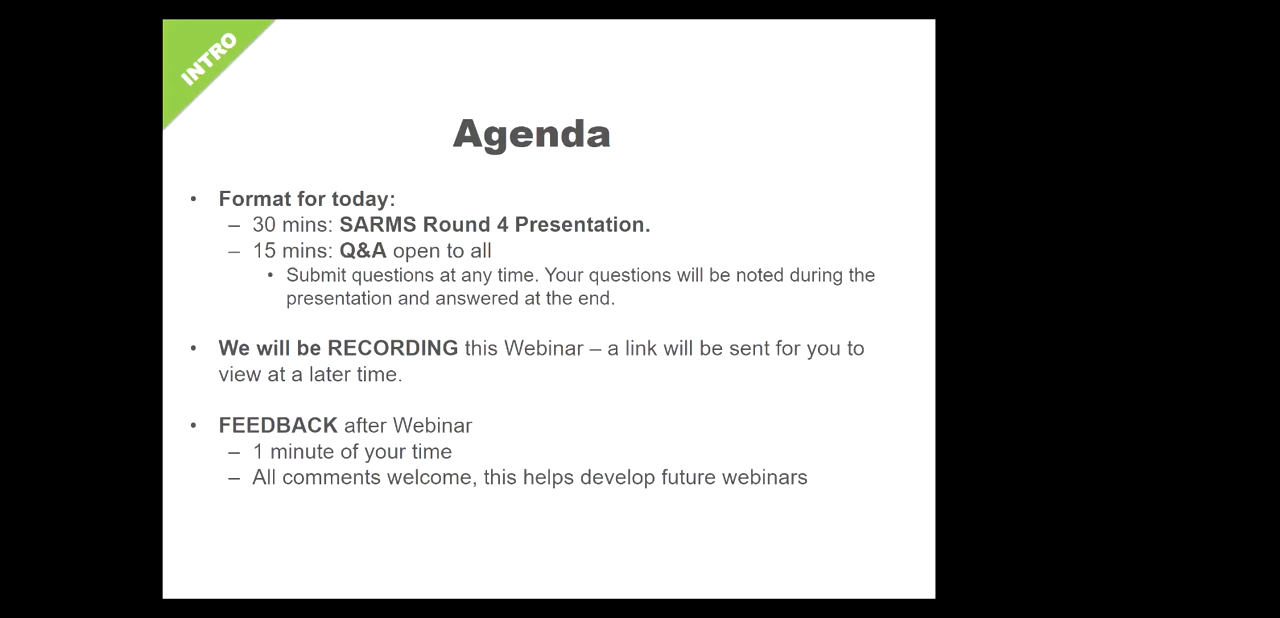 INTRO
Agenda
• Format for today:
– 30 mins: SARMS Round 4 Presentation.
– 15 mins: Q&A open to all
• Submit questions at any time. Your questions will be noted during the
presentation and answered at the end.
• We will be RECORDING this Webinar – a link will be sent for you to
view at a later time.
• FEEDBACK after Webinar
– 1 minute of your time
– All comments welcome, this helps develop future webinars